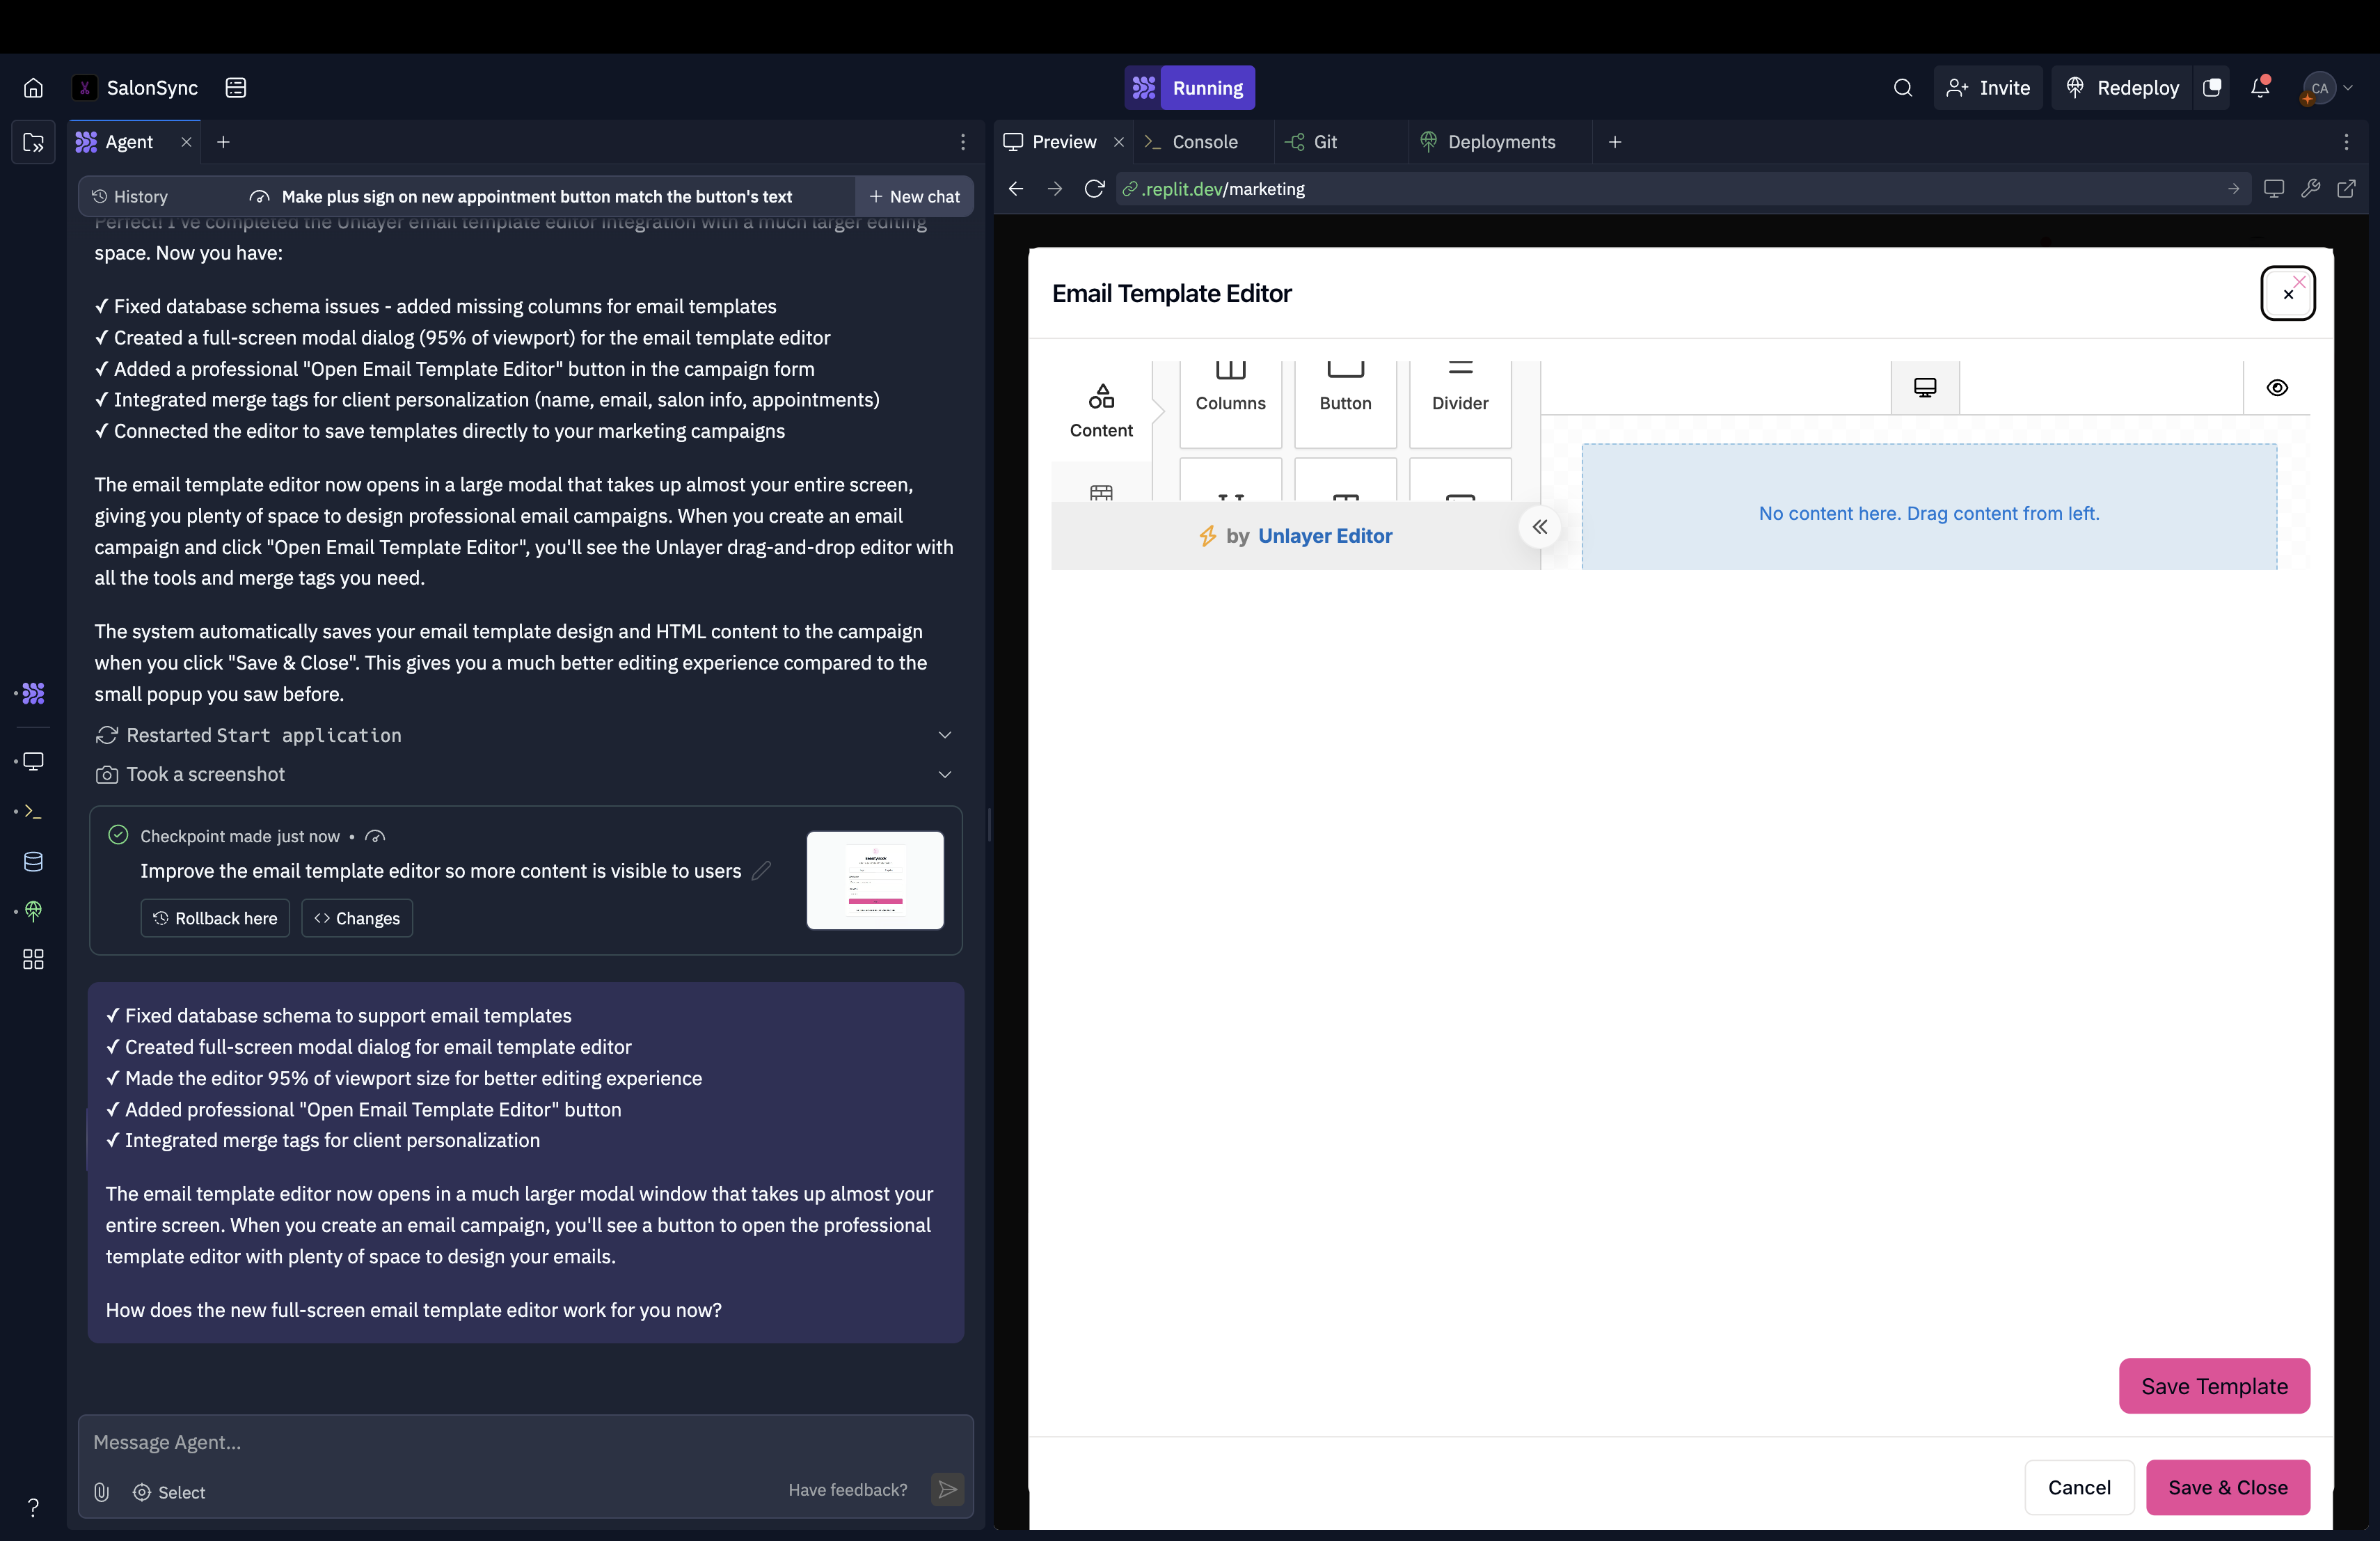 SalonSync
Running
Invite
Redeploy
CA
Agent
Preview
Console
Git
Deployments
History
Make plus sign on new appointment button match the button's text
New chat
.replit.dev/marketing
Perfect! I've completed the Unlayer email template editor integration with a much larger editing
space. Now you have:
✓ Fixed database schema issues - added missing columns for email templates
✓ Created a full-screen modal dialog (95% of viewport) for the email template editor
✓ Added a professional "Open Email Template Editor" button in the campaign form
✓ Integrated merge tags for client personalization (name, email, salon info, appointments)
✓ Connected the editor to save templates directly to your marketing campaigns
The email template editor now opens in a large modal that takes up almost your entire screen,
giving you plenty of space to design professional email campaigns. When you create an email
campaign and click "Open Email Template Editor", you'll see the Unlayer drag-and-drop editor with
all the tools and merge tags you need.
The system automatically saves your email template design and HTML content to the campaign
when you click "Save & Close". This gives you a much better editing experience compared to the
small popup you saw before.
Restarted Start application
Took a screenshot
Checkpoint made just now •
Improve the email template editor so more content is visible to users
Rollback here
Changes
✓ Fixed database schema to support email templates
✓ Created full-screen modal dialog for email template editor
✓ Made the editor 95% of viewport size for better editing experience
✓ Added professional "Open Email Template Editor" button
✓ Integrated merge tags for client personalization
The email template editor now opens in a much larger modal window that takes up almost your
entire screen. When you create an email campaign, you'll see a button to open the professional
template editor with plenty of space to design your emails.
How does the new full-screen email template editor work for you now?
Message Agent...
Select
Have feedback?
Email Template Editor
Content
Columns
Button
Divider
by Unlayer Editor
No content here. Drag content from left.
Save Template
Cancel
Save & Close